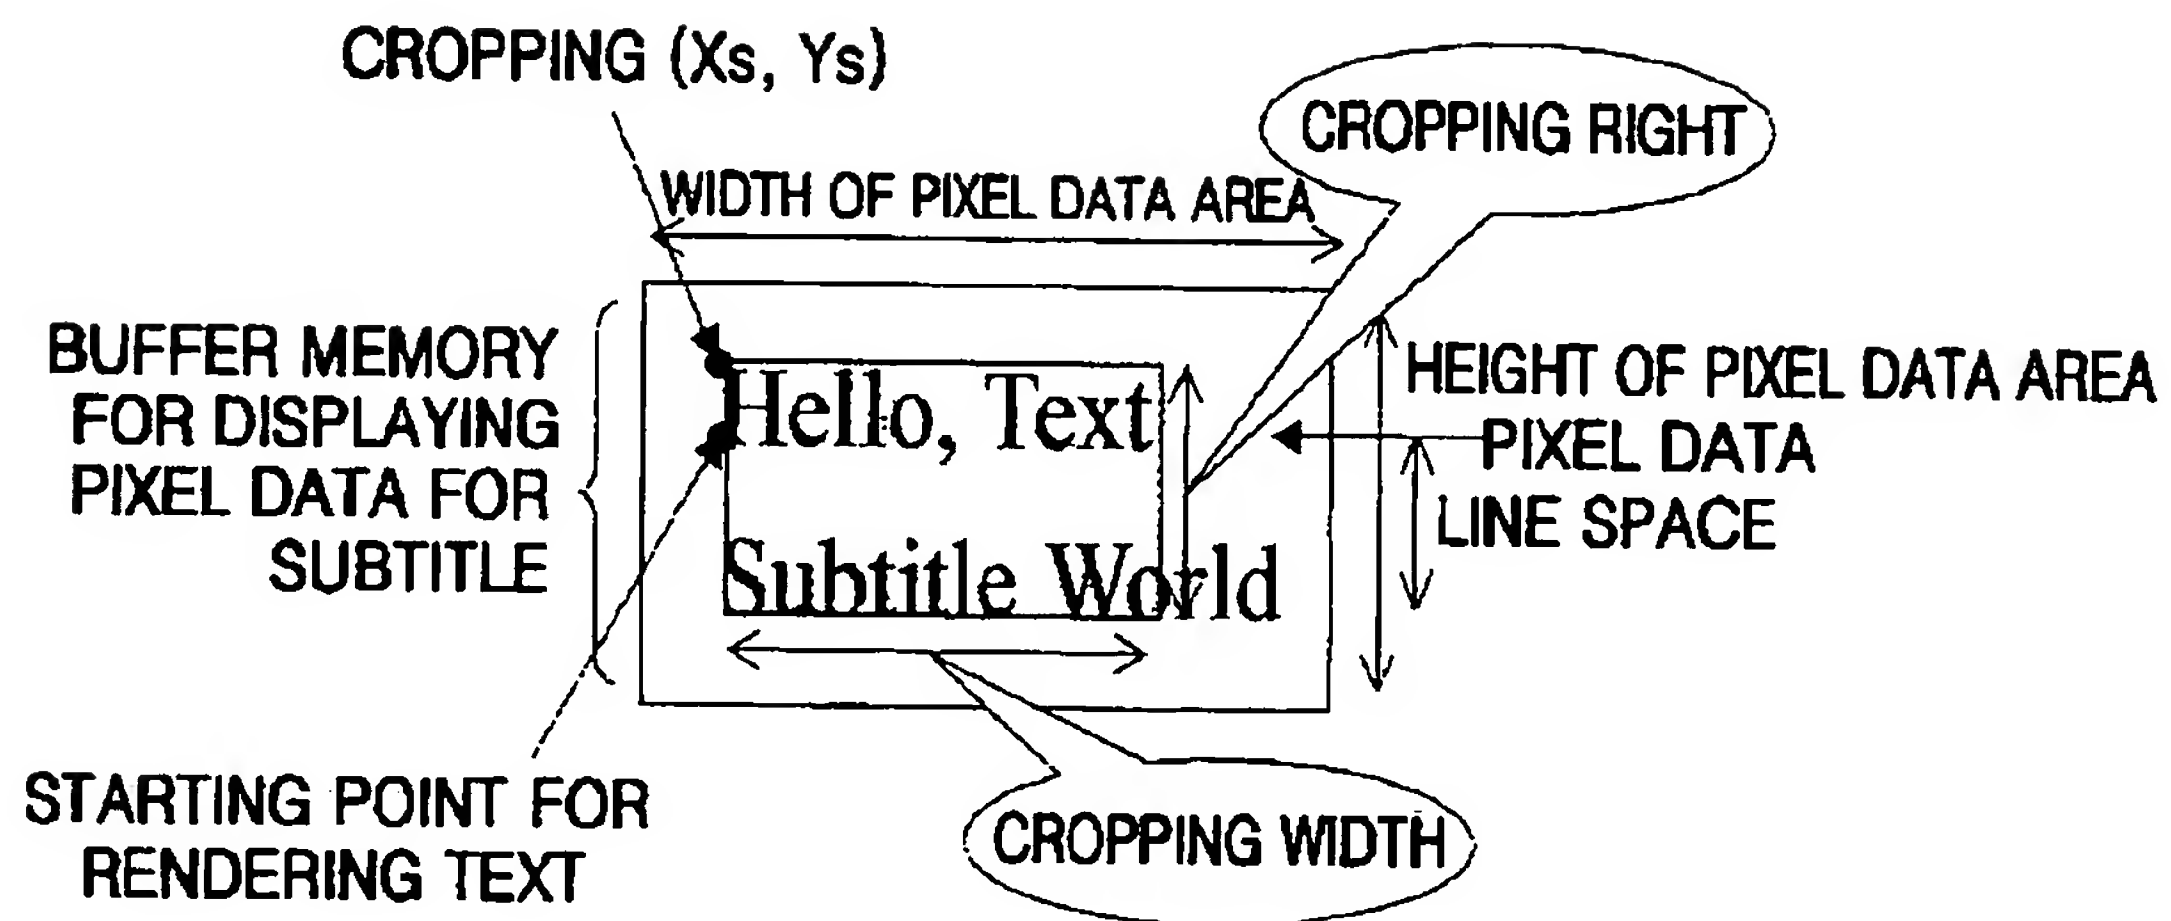 CROPPING (Xs, Ys)
CROPPING RIGHT
WIDTH OF PIXEL DATA AREA
BUFFER MEMORY
FOR DISPLAYING
PIXEL DATA FOR
SUBTITLE
Hello, Text
Subtitle World
HEIGHT OF PIXEL DATA AREA
PIXEL DATA
LINE SPACE
STARTING POINT FOR
RENDERING TEXT
CROPPING WIDTH